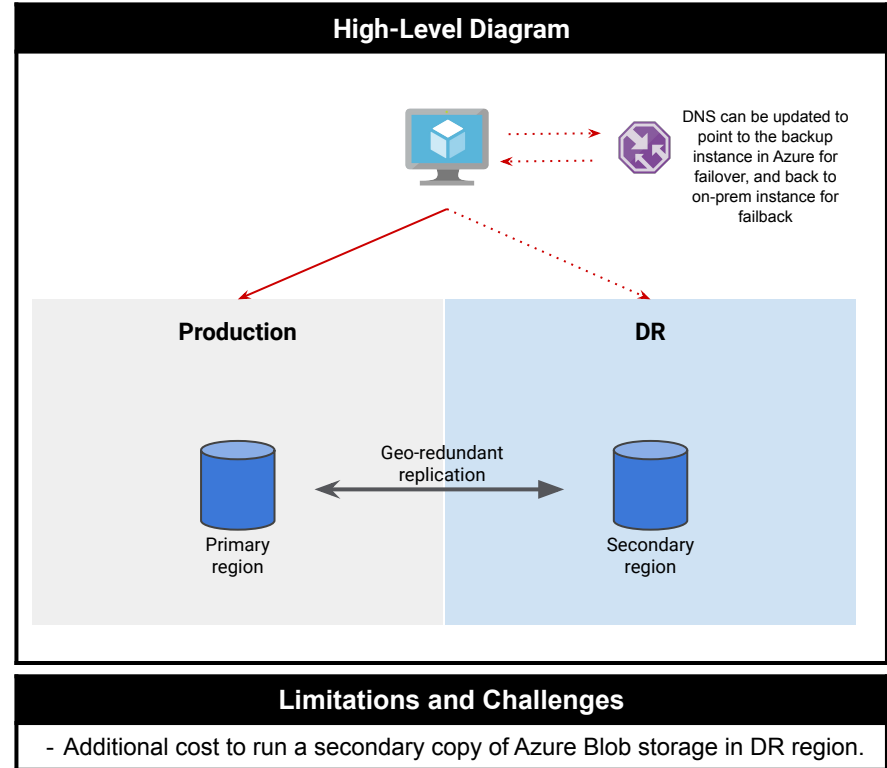 High-Level Diagram
DNS can be updated to
point to the backup
instance in Azure for
failover, and back to
on-prem instance for
failback
Production
DR
Geo-redundant
replication
Primary
region
Secondary
region
Limitations and Challenges
- Additional cost to run a secondary copy of Azure Blob storage in DR region.